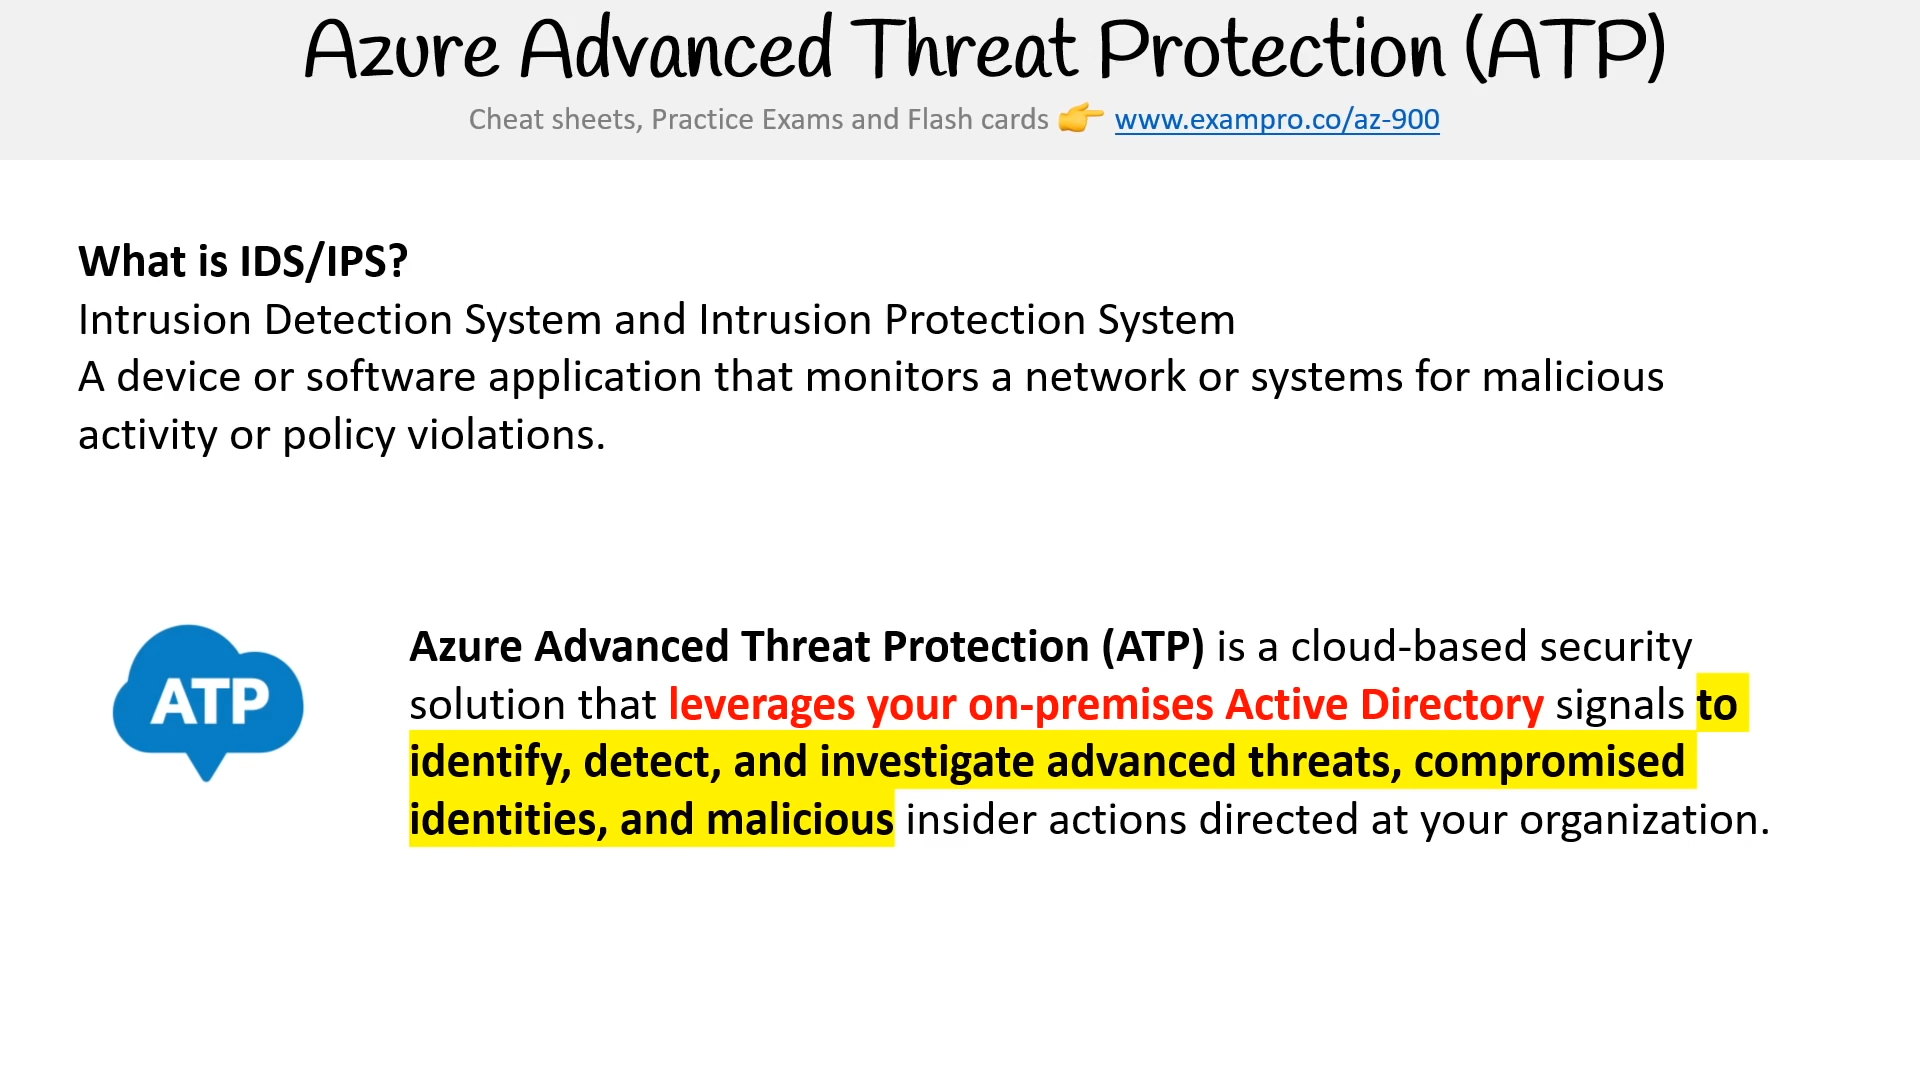 Azure Advanced Threat Protection (ATP)
Cheat sheets, Practice Exams and Flash cards 👉 www.exampro.co/az-900
What is IDS/IPS?
Intrusion Detection System and Intrusion Protection System
A device or software application that monitors a network or systems for malicious
activity or policy violations.
ATP
Azure Advanced Threat Protection (ATP) is a cloud-based security
solution that leverages your on-premises Active Directory signals to
identify, detect, and investigate advanced threats, compromised
identities, and malicious insider actions directed at your organization.